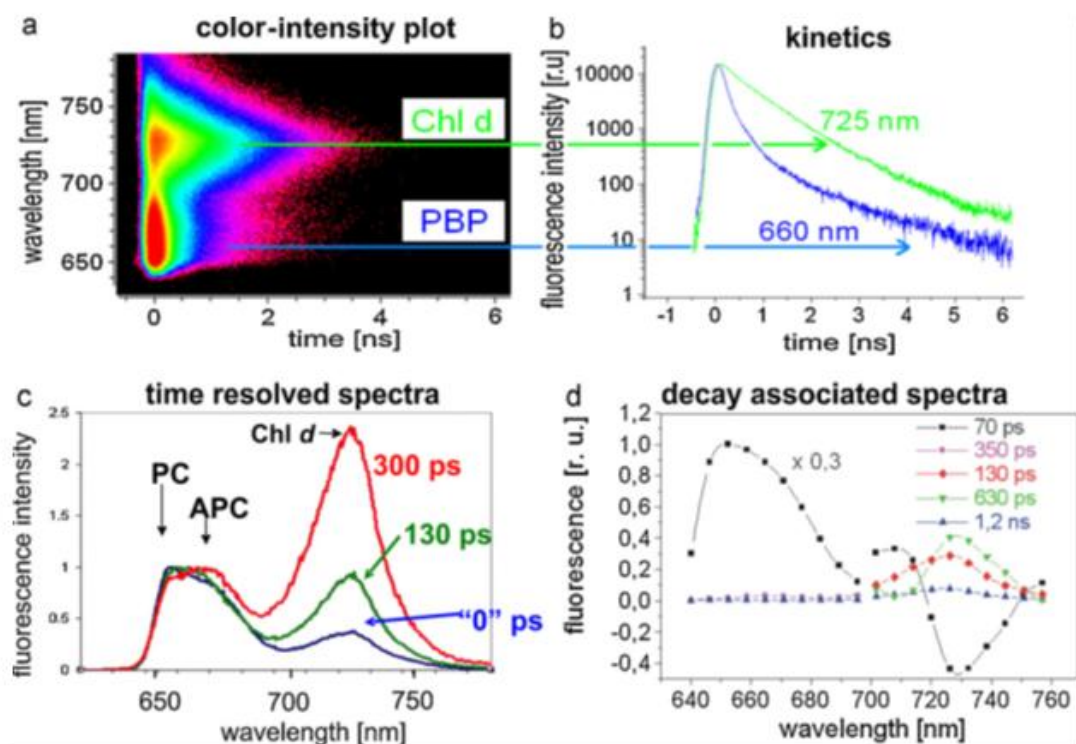 a color-intensity plot
wavelength [nm]
750
700
650
Chl d
PBP
0 2 4 6
time [ns]
b kinetics
fluorescence intensity [r.u]
10000
1000
100
10
1
725 nm
660 nm
-1 0 1 2 3 4 5 6
time [ns]
c time resolved spectra
fluorescence intensity
2.5
2
1.5
1
0.5
0
PC
APC
Chl d
300 ps
130 ps
“0” ps
650 700 750
wavelength [nm]
d decay associated spectra
fluorescence [r. u.]
1,2
1,0
0,8
0,6
0,4
0,2
0,0
-0,2
-0,4
x 0,3
70 ps
350 ps
130 ps
630 ps
1,2 ns
640 660 680 700 720 740 760
wavelength [nm]